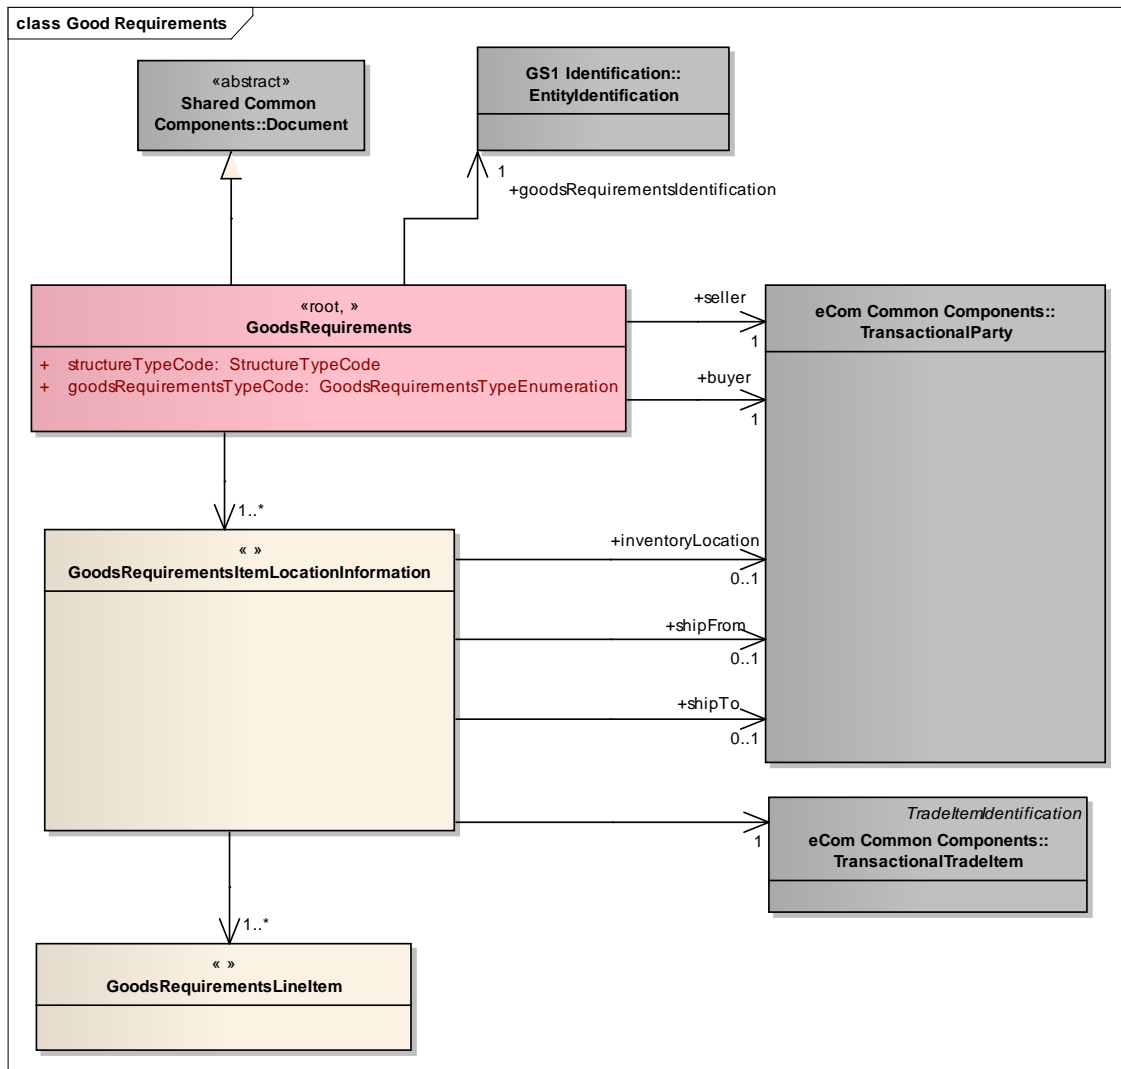 class Good Requirements
«abstract»
Shared Common
Components::Document
GS1 Identification::
EntityIdentification
1
+goodsRequirementsIdentification
«root, »
GoodsRequirements
+ structureTypeCode: StructureTypeCode
+ goodsRequirementsTypeCode: GoodsRequirementsTypeEnumeration
+seller
1
+buyer
1
eCom Common Components::
TransactionalParty
1..*
« »
GoodsRequirementsItemLocationInformation
+inventoryLocation
0..1
+shipFrom
0..1
+shipTo
0..1
1
TradeItemIdentification
eCom Common Components::
TransactionalTradeItem
1..*
« »
GoodsRequirementsLineItem